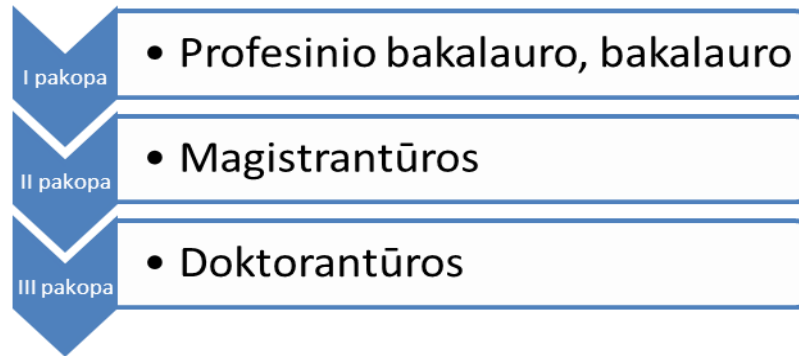 I pakopa
• Profesinio bakalauro, bakalauro
II pakopa
• Magistrantūros
III pakopa
• Doktorantūros